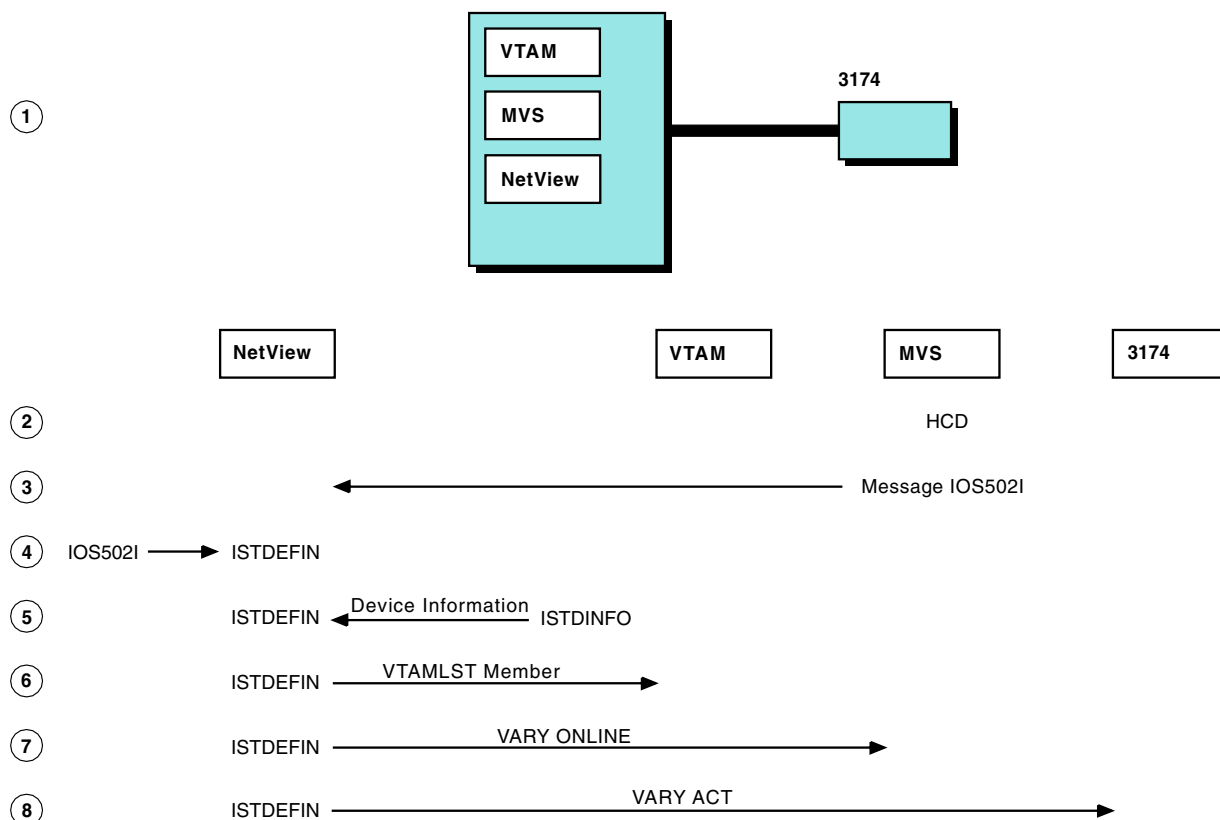 VTAM
3174
1
MVS
NetView
NetView VTAM MVS 3174
2 HCD
3 Message IOS502I
4 IOS502I ISTDEFIN
5 ISTDEFIN Device Information ISTDINFO
6 ISTDEFIN VTAMLST Member
7 ISTDEFIN VARY ONLINE
8 ISTDEFIN VARY ACT